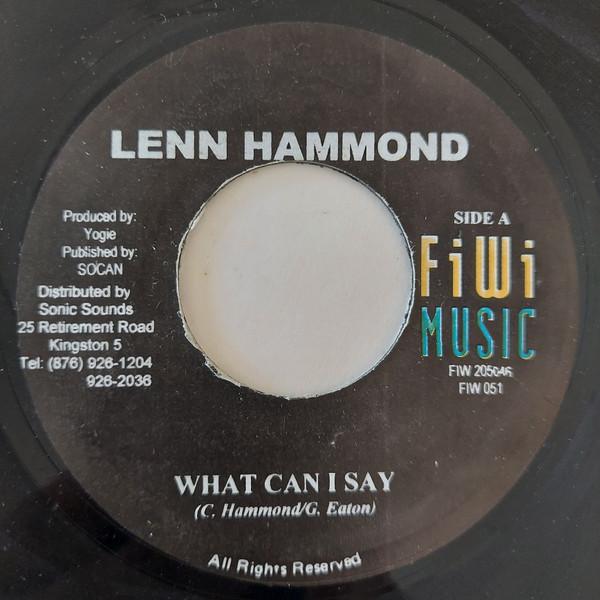 LENN HAMMOND
Produced by:
Yogie
Published by:
SOCAN
Distributed by
Sonic Sounds
25 Retirement Road
Kingston 5
Tel: (876) 926-1204
926-2036
SIDE A
FiWi
MUSIC
FIW 205046
FIW 051
WHAT CAN I SAY
(C. Hammond/G. Eaton)
All Rights Reserved